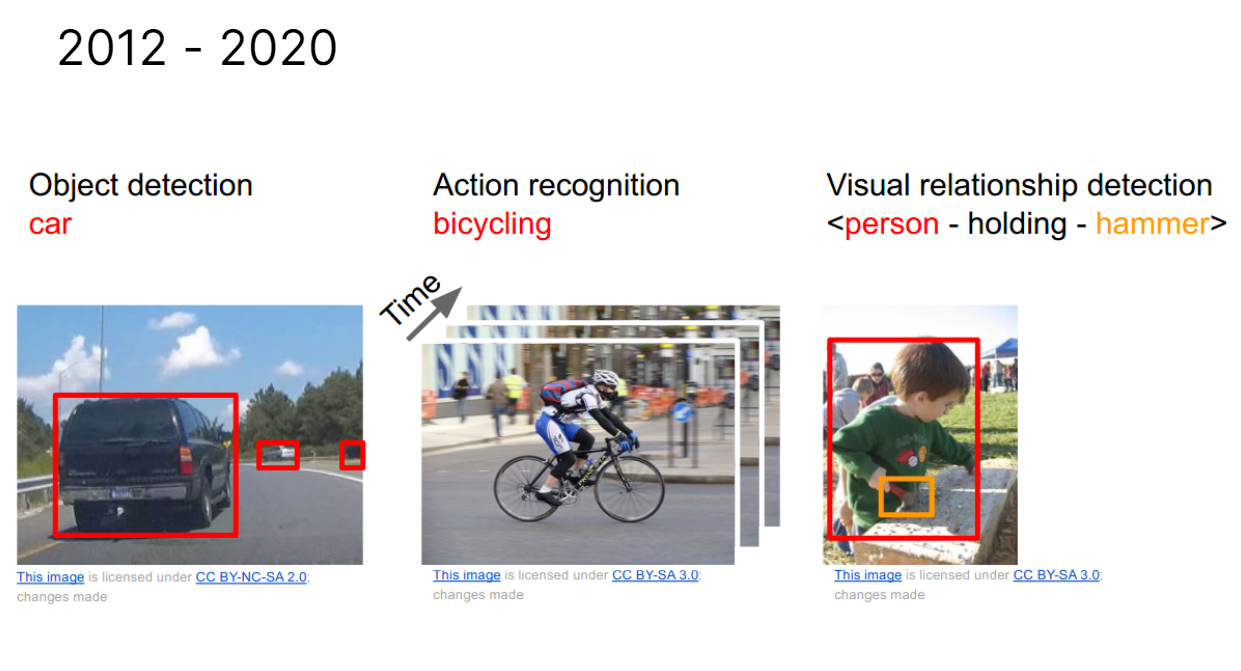 2012 - 2020
Object detection
car
Action recognition
bicycling
Visual relationship detection
<person - holding - hammer>
Time
This image is licensed under CC BY-NC-SA 2.0;
changes made
This image is licensed under CC BY-SA 3.0;
changes made
This image is licensed under CC BY-SA 3.0;
changes made